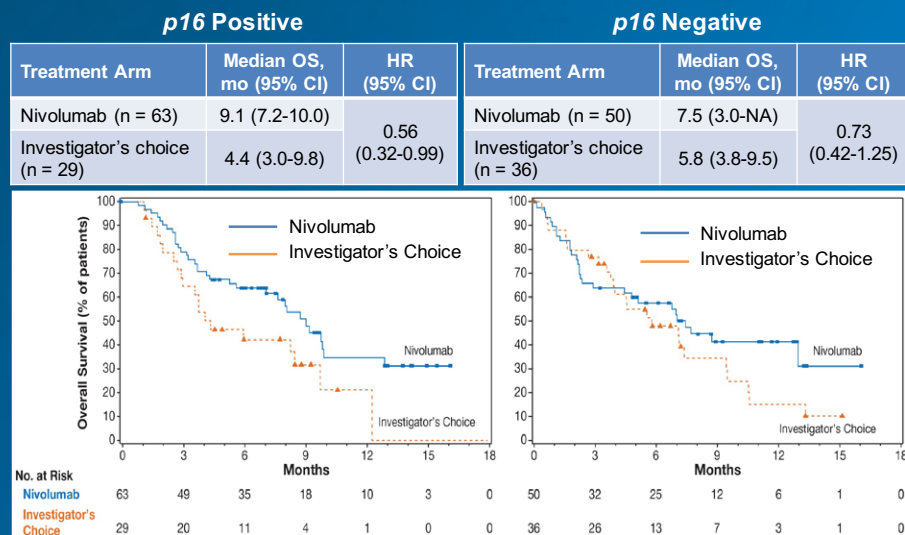 p16 Positive
Treatment Arm
Median OS,
mo (95% CI)
HR
(95% CI)
Nivolumab (n = 63)
9.1 (7.2-10.0)
0.56
(0.32-0.99)
Investigator’s choice
(n = 29)
4.4 (3.0-9.8)
p16 Negative
Treatment Arm
Median OS,
mo (95% CI)
HR
(95% CI)
Nivolumab (n = 50)
7.5 (3.0-NA)
0.73
(0.42-1.25)
Investigator’s choice
(n = 36)
5.8 (3.8-9.5)
Overall Survival (% of patients)
100
90
80
70
60
50
40
30
20
10
0
Nivolumab
Investigator’s Choice
Nivolumab
Investigator’s Choice
0 3 6 9 12 15 18
Months
100
90
80
70
60
50
40
30
20
10
0
Nivolumab
Investigator’s Choice
Nivolumab
Investigator’s Choice
0 3 6 9 12 15 18
Months
No. at Risk
Nivolumab 63 49 35 18 10 3 0 50 32 25 12 6 1 0
Investigator’s
Choice 29 20 11 4 1 0 0 36 26 13 7 3 1 0